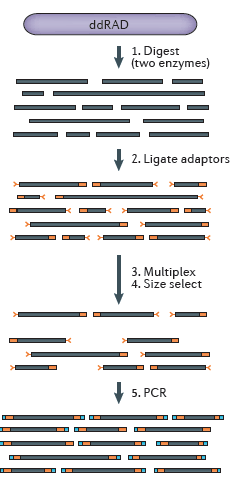 ddRAD
1. Digest
(two enzymes)
2. Ligate adaptors
3. Multiplex
4. Size select
5. PCR